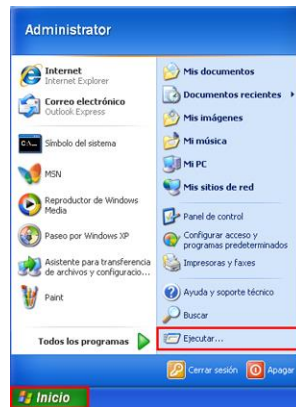 Administrator
Internet
Internet Explorer
Correo electrónico
Outlook Express
Símbolo del sistema
MSN
Reproductor de Windows
Media
Paseo por Windows XP
Asistente para transferencia
de archivos y configuracio...
Paint
Todos los programas
Mis documentos
Documentos recientes
Mis imágenes
Mi música
Mi PC
Mis sitios de red
Panel de control
Configurar acceso y
programas predeterminados
Impresoras y faxes
Ayuda y soporte técnico
Buscar
Ejecutar...
Cerrar sesión
Apagar
Inicio